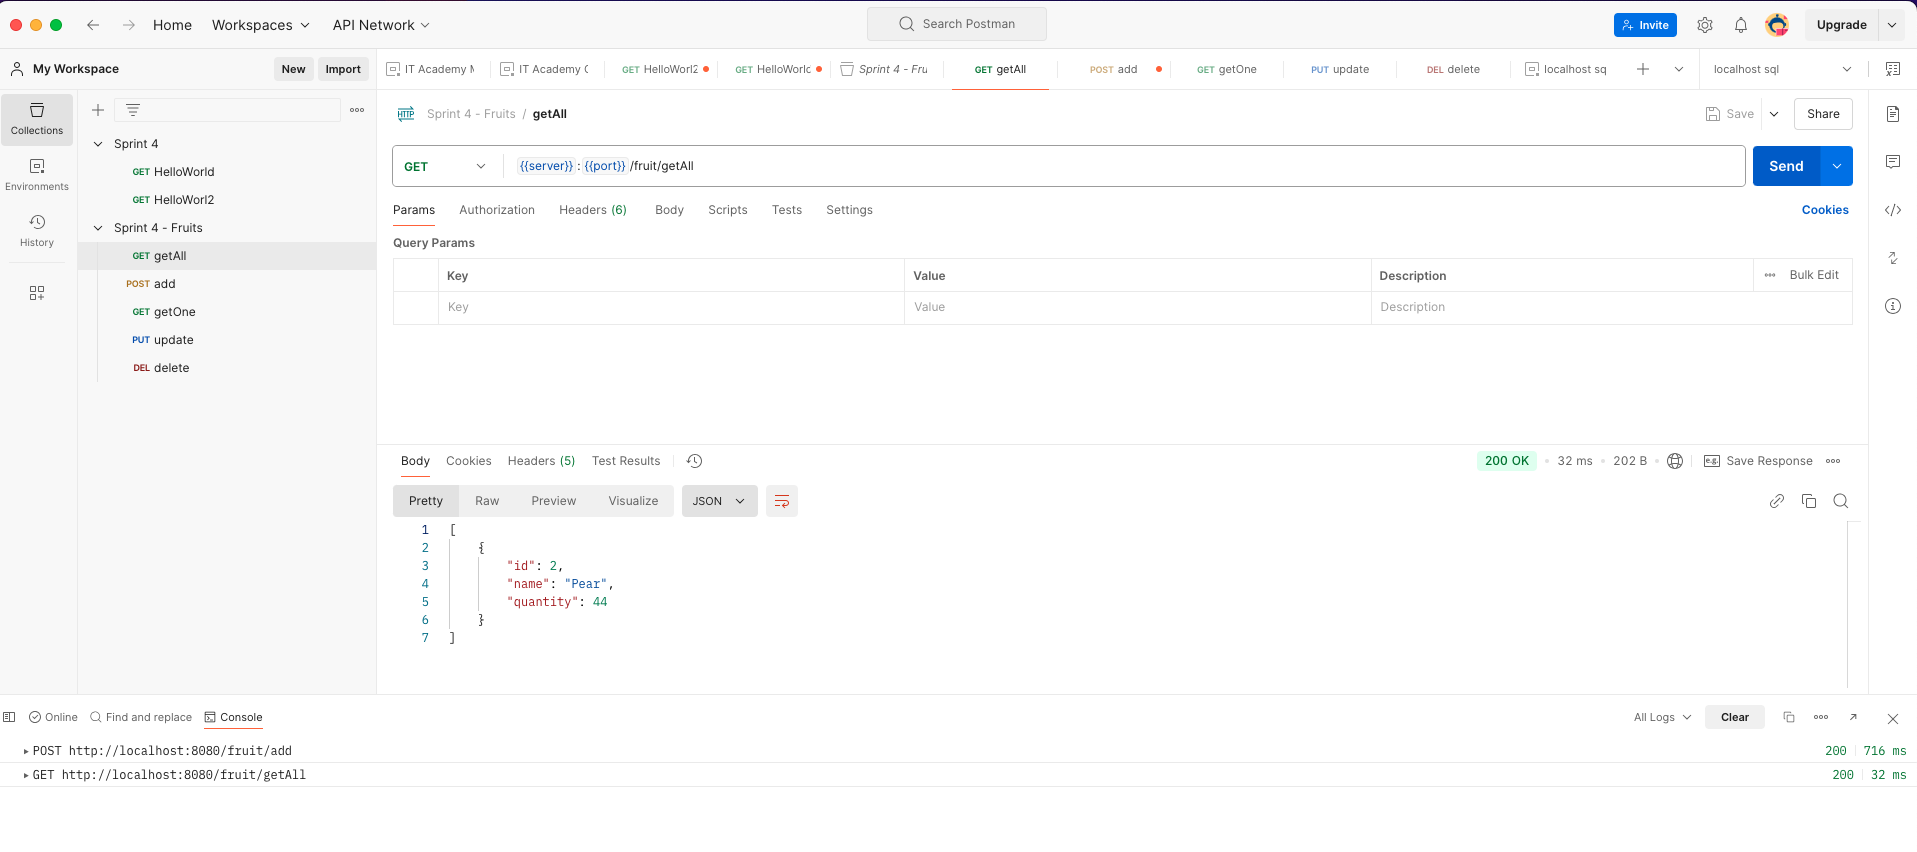 Home Workspaces API Network Search Postman Invite Upgrade
My Workspace New Import IT Academy IT Academy GET HelloWorl2 GET HelloWorlc Sprint 4 - Fru GET getAll POST add GET getOne PUT update DEL delete localhost sq localhost sql
Collections
Environments
History
Sprint 4
GET HelloWorld
GET HelloWorl2
Sprint 4 - Fruits
GET getAll
POST add
GET getOne
PUT update
DEL delete
HTTP Sprint 4 - Fruits / getAll Save Share
GET {{server}}:{{port}}/fruit/getAll Send
Params Authorization Headers (6) Body Scripts Tests Settings Cookies
Query Params
Key Value Description Bulk Edit
Key Value Description
Body Cookies Headers (5) Test Results 200 OK • 32 ms • 202 B • e.g. Save Response
Pretty Raw Preview Visualize JSON
1 [
2 {
3 "id": 2,
4 "name": "Pear",
5 "quantity": 44
6 }
7 ]
Online Find and replace Console All Logs Clear
POST http://localhost:8080/fruit/add 200 716 ms
GET http://localhost:8080/fruit/getAll 200 32 ms